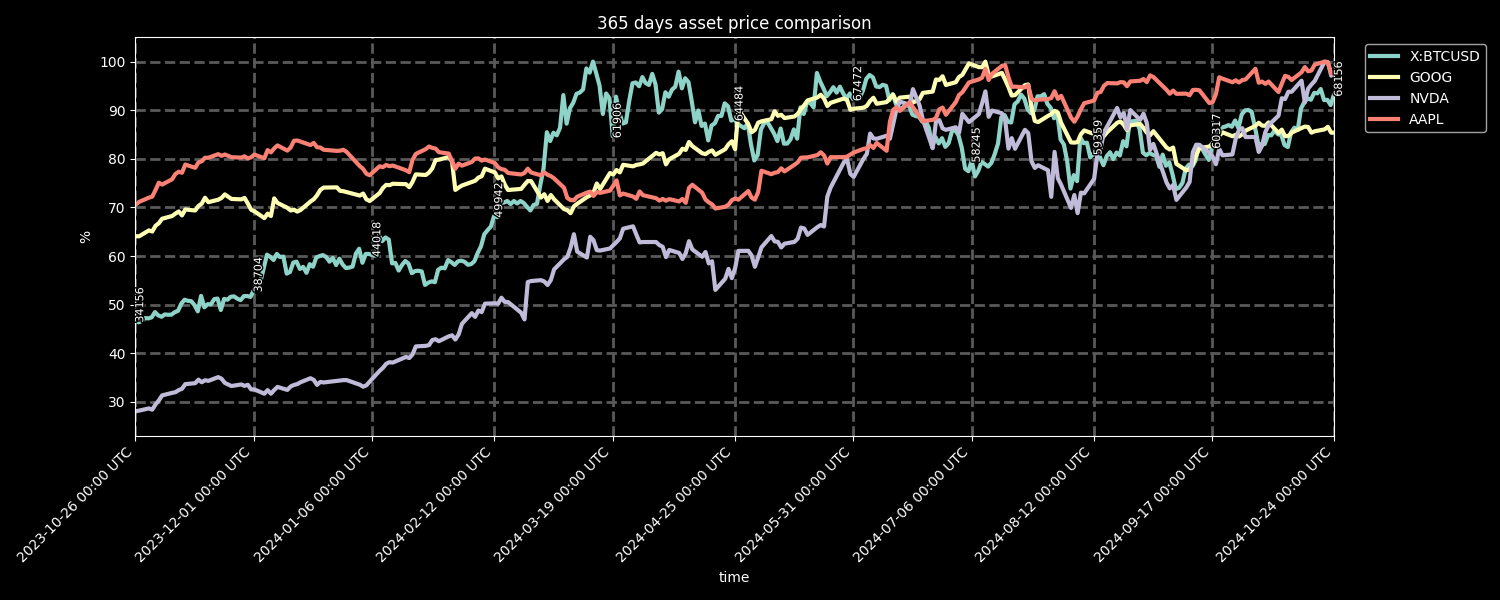 365 days asset price comparison
X:BTCUSD
GOOG
NVDA
AAPL
%
100
90
80
70
60
50
40
30
34156
38704
44018
49942
61906
64484
67472
58245
59359
60317
68156
2023-10-26 00:00 UTC
2023-12-01 00:00 UTC
2024-01-06 00:00 UTC
2024-02-12 00:00 UTC
2024-03-19 00:00 UTC
2024-04-25 00:00 UTC
2024-05-31 00:00 UTC
2024-07-06 00:00 UTC
2024-08-12 00:00 UTC
2024-09-17 00:00 UTC
2024-10-24 00:00 UTC
time